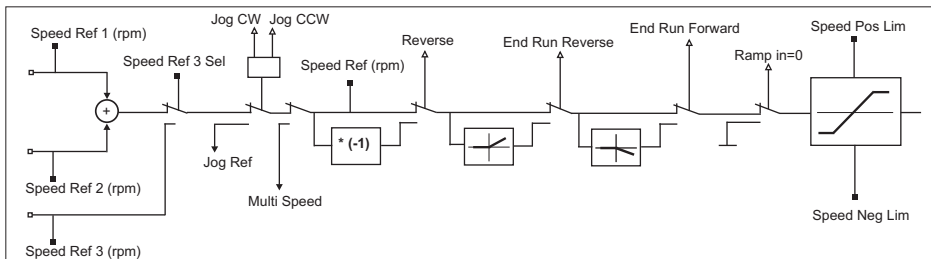 Jog CW
Jog CCW
Speed Ref 1 (rpm)
Speed Ref 3 Sel
Speed Ref (rpm)
Reverse
End Run Reverse
End Run Forward
Ramp in=0
Speed Pos Lim
+
* (-1)
Jog Ref
Multi Speed
Speed Ref 2 (rpm)
Speed Neg Lim
Speed Ref 3 (rpm)